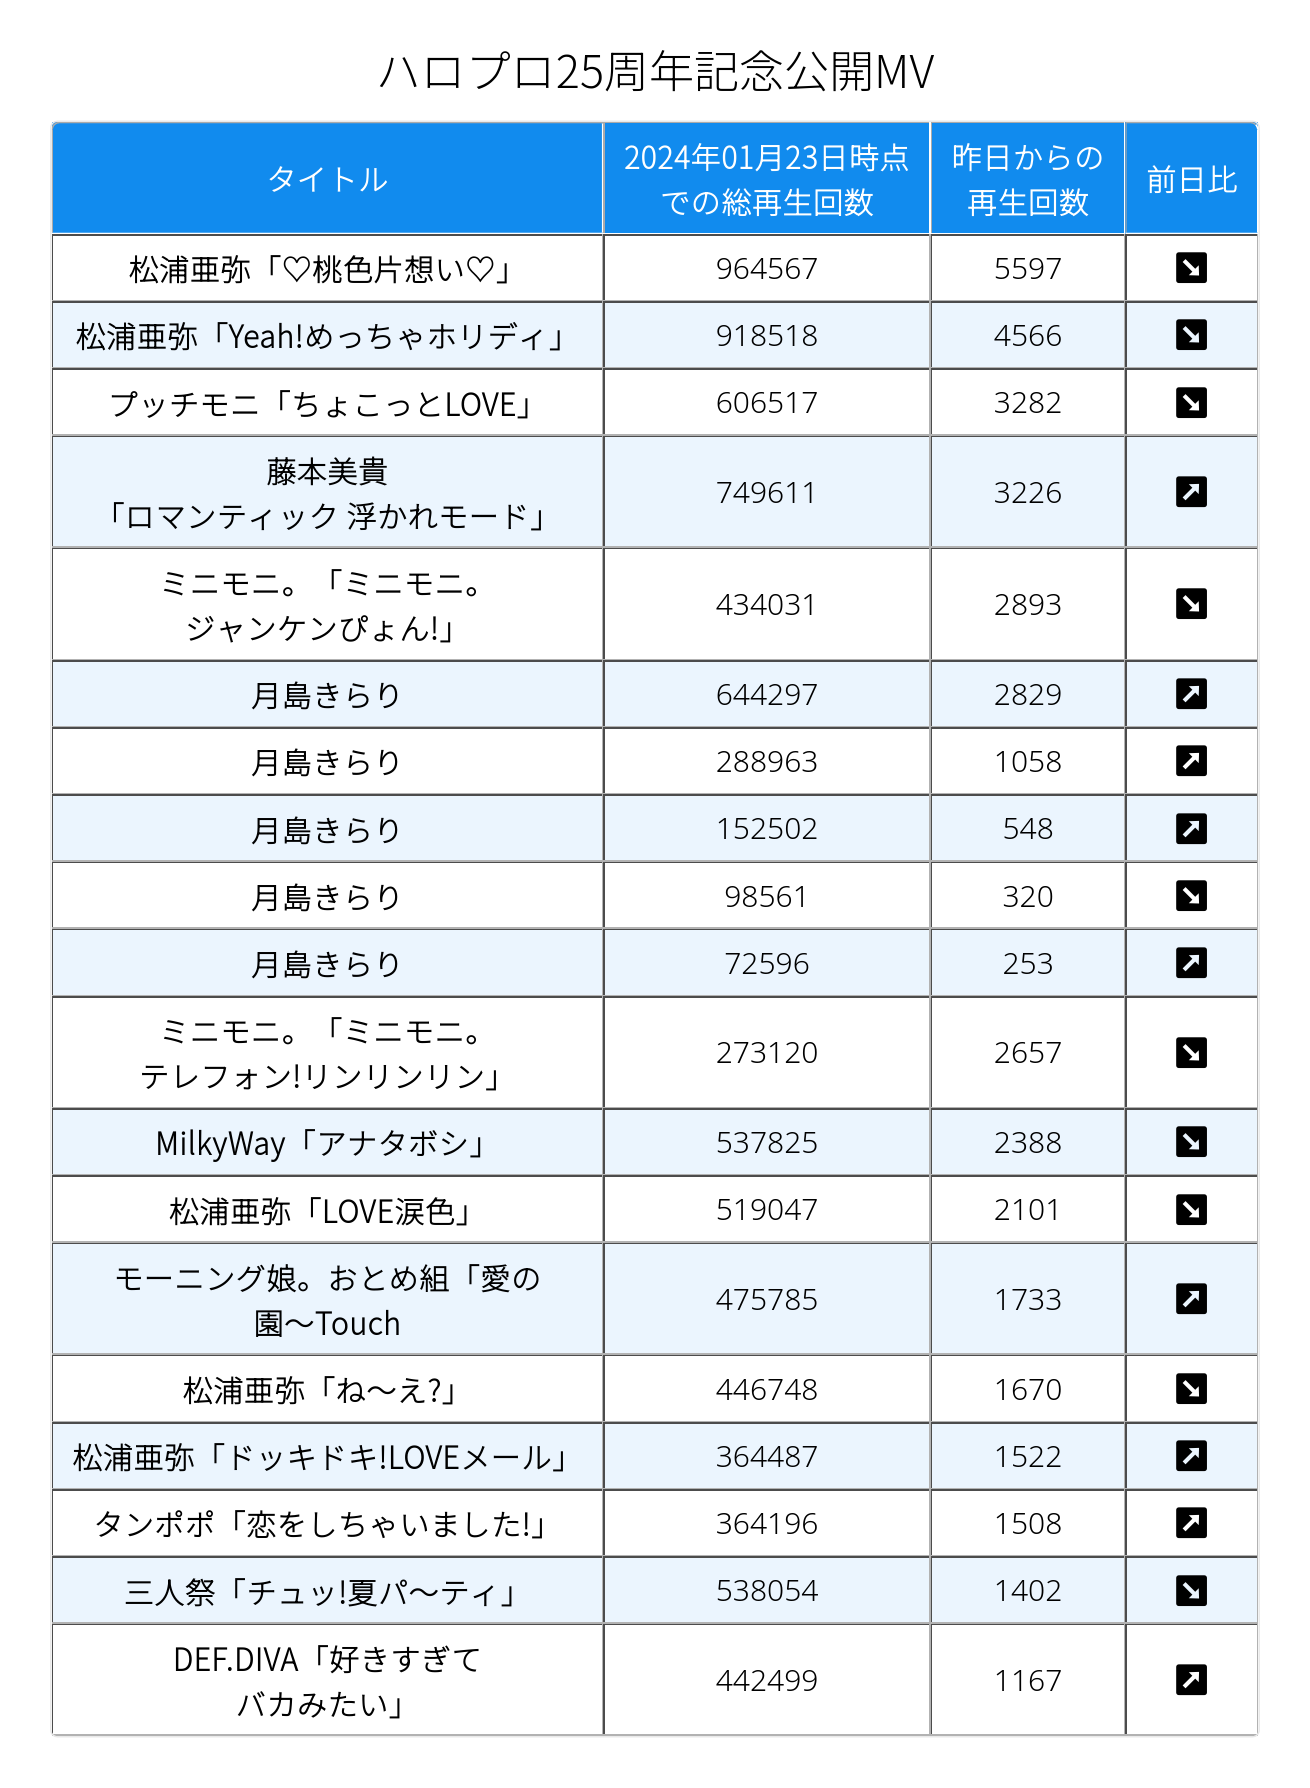 ハロプロ25周年記念公開MV
タイトル
2024年01月23日時点
での総再生回数
昨日からの
再生回数
前日比
松浦亜弥「♡桃色片想い♡」
964567
5597
松浦亜弥「Yeah!めっちゃホリディ」
918518
4566
プッチモニ「ちょこっとLOVE」
606517
3282
藤本美貴
「ロマンティック 浮かれモード」
749611
3226
ミニモニ。「ミニモニ。
ジャンケンぴょん!」
434031
2893
月島きらり
644297
2829
月島きらり
288963
1058
月島きらり
152502
548
月島きらり
98561
320
月島きらり
72596
253
ミニモニ。「ミニモニ。
テレフォン!リンリンリン」
273120
2657
MilkyWay「アナタボシ」
537825
2388
松浦亜弥「LOVE涙色」
519047
2101
モーニング娘。おとめ組「愛の
園〜Touch
475785
1733
松浦亜弥「ね〜え?」
446748
1670
松浦亜弥「ドッキドキ!LOVEメール」
364487
1522
タンポポ「恋をしちゃいました!」
364196
1508
三人祭「チュッ!夏パ〜ティ」
538054
1402
DEF.DIVA「好きすぎて
バカみたい」
442499
1167